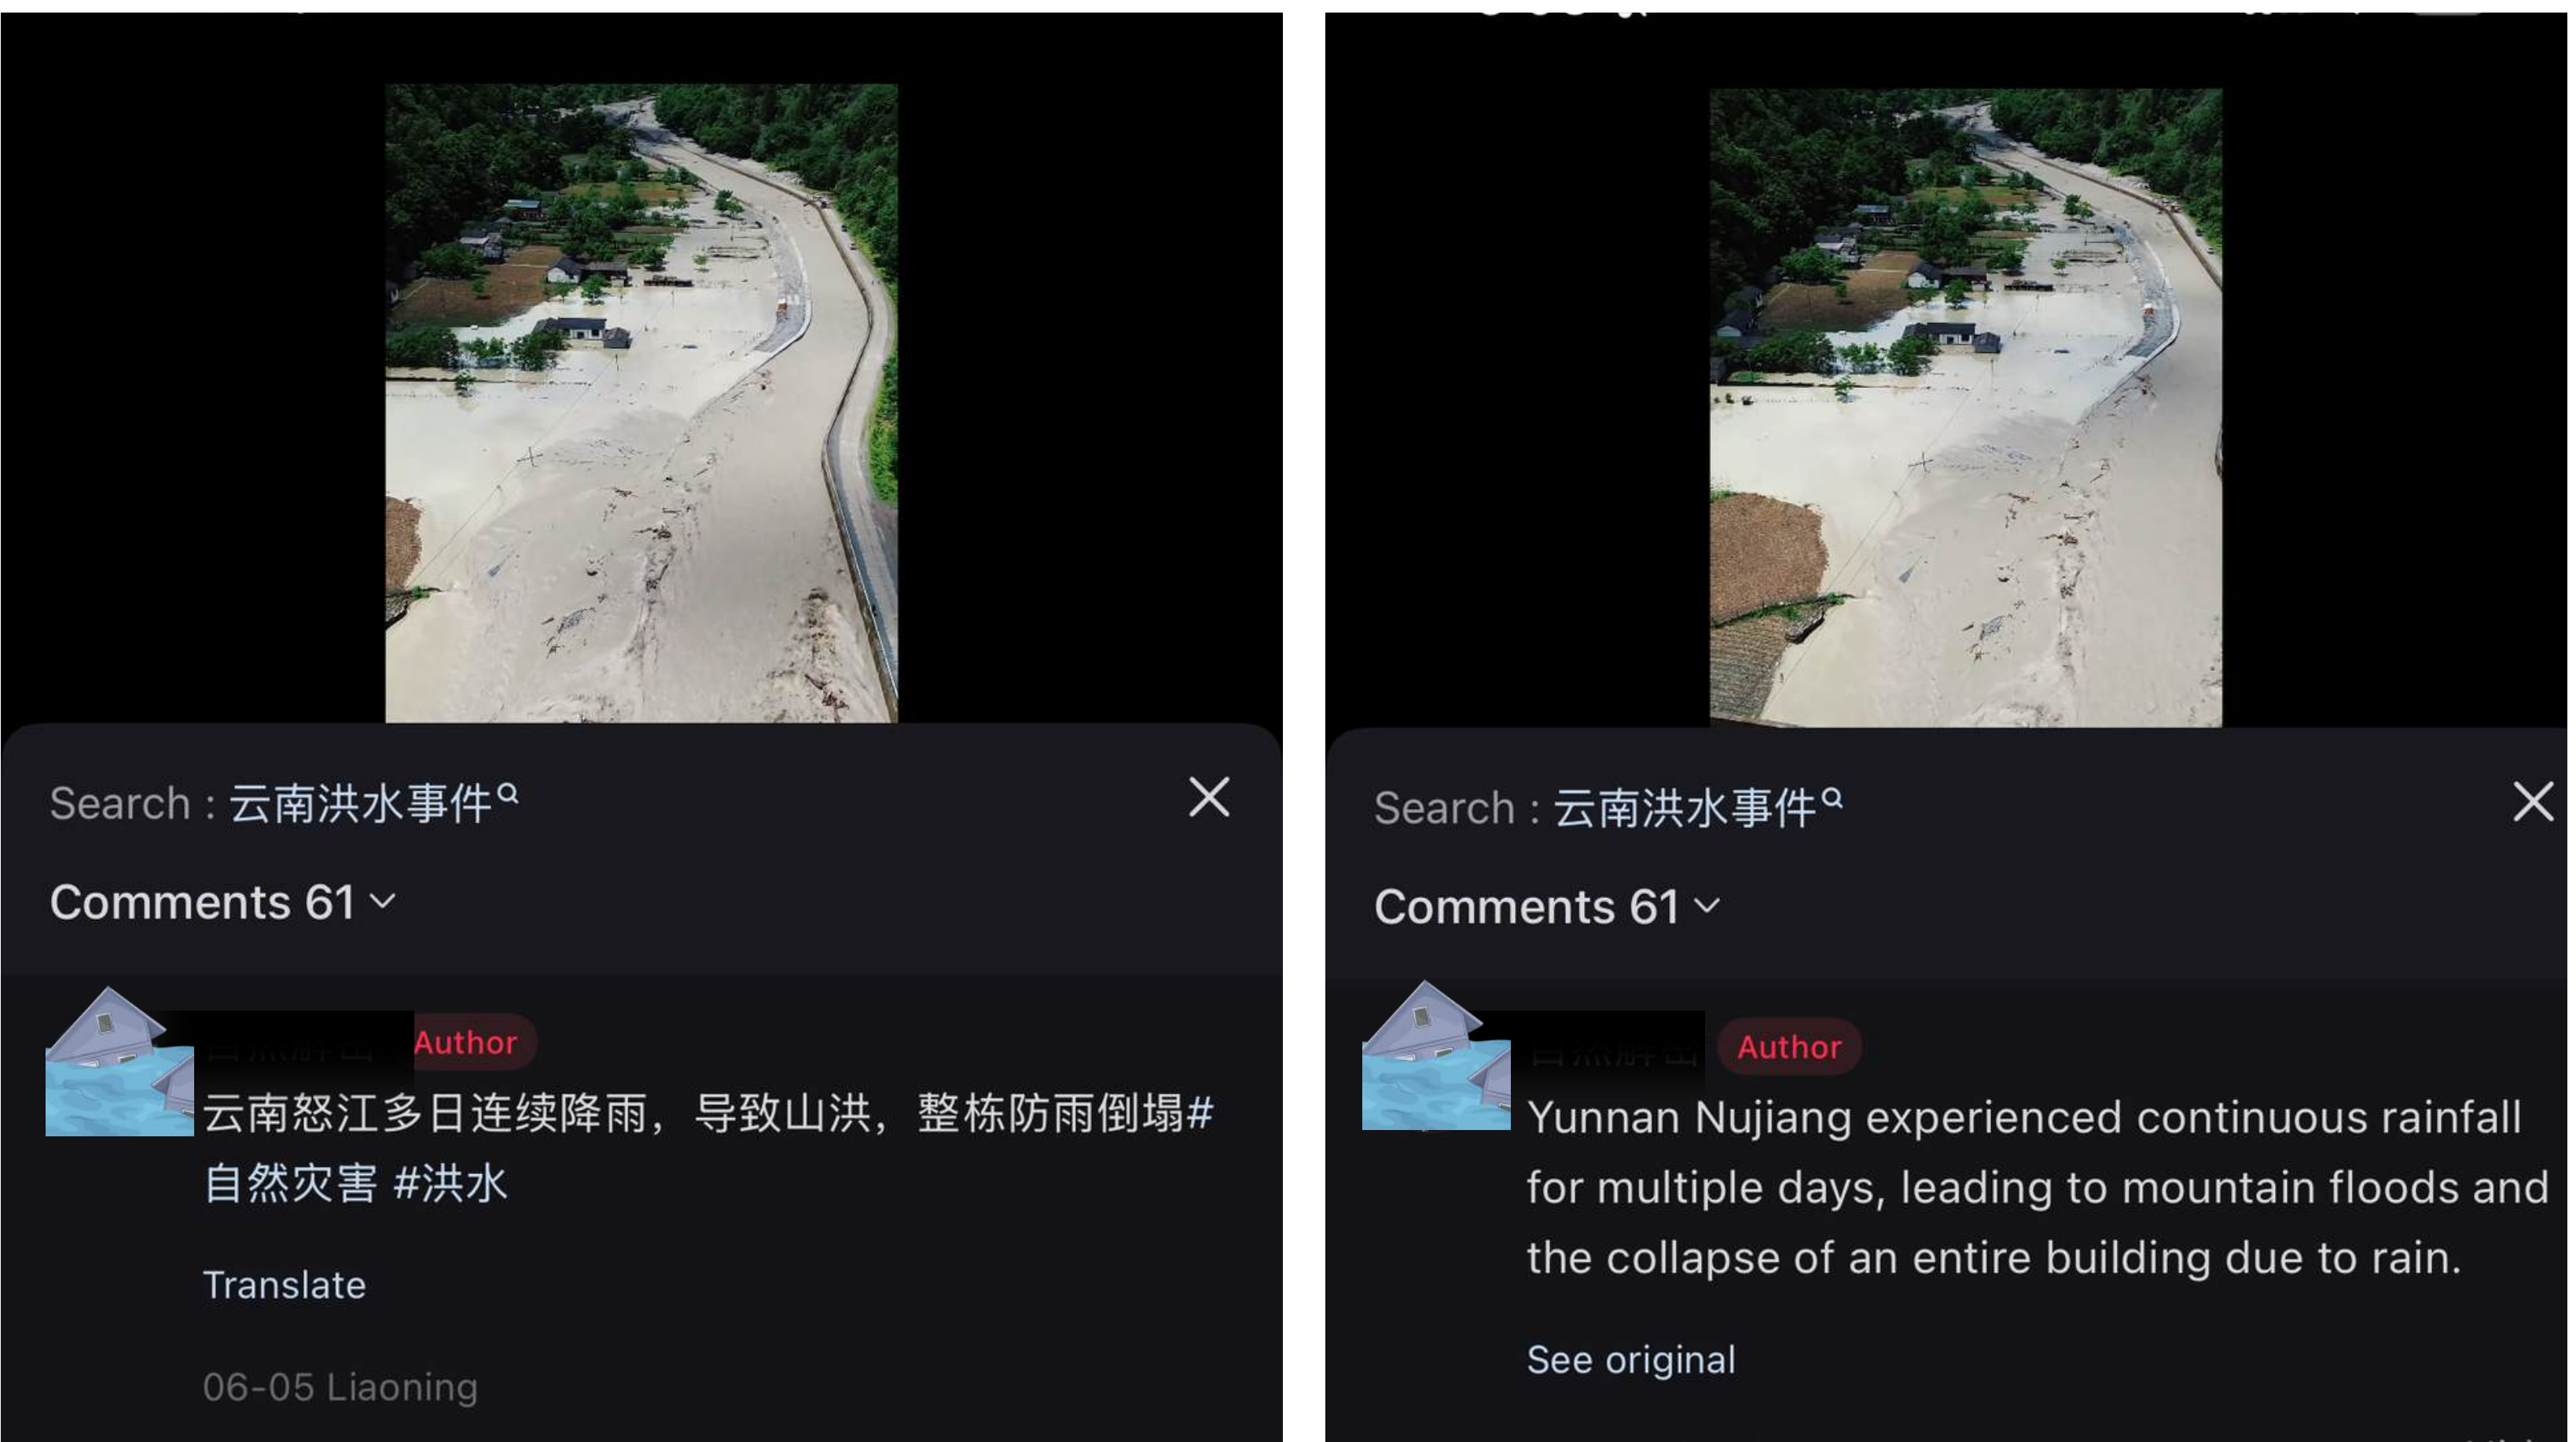 Search : 云南洪水事件
Comments 61
Author
云南怒江多日连续降雨，导致山洪，整栋防雨倒塌#
自然灾害 #洪水
Translate
06-05 Liaoning
Search : 云南洪水事件
Comments 61
Author
Yunnan Nujiang experienced continuous rainfall
for multiple days, leading to mountain floods and
the collapse of an entire building due to rain.
See original